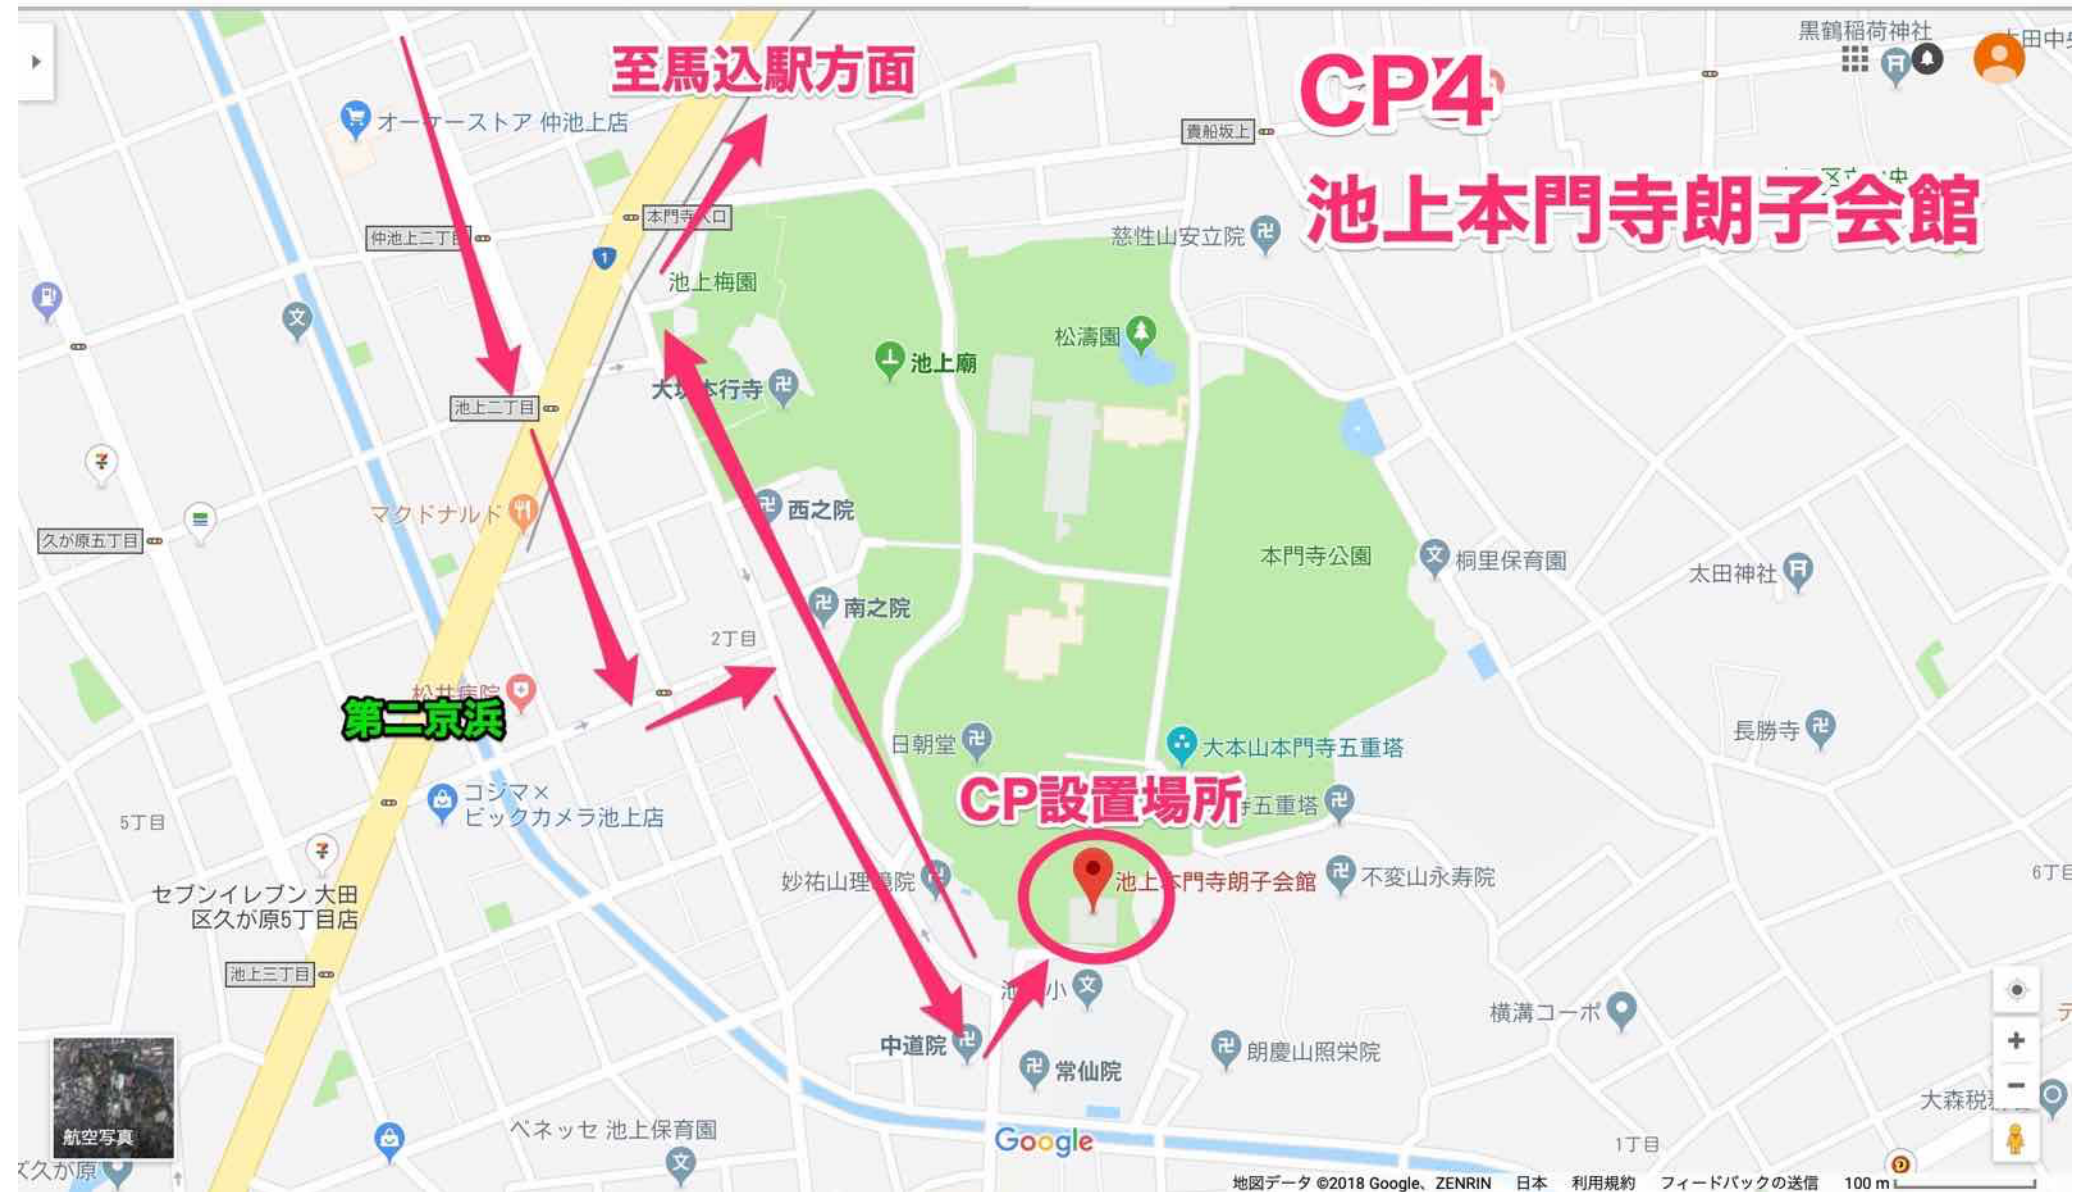 至馬込駅方面
CP4
池上本門寺朗子会館
黒鶴稲荷神社
オーケーストア 仲池上店
貴船坂上
本門寺入口
仲池上二丁目
慈性山安立院
1
池上梅園
松濤園
池上廟
大坊本行寺
池上二丁目
マクドナルド
西之院
久が原五丁目
本門寺公園
桐里保育園
太田神社
南之院
2丁目
松井病院
第二京浜
日朝堂
大本山本門寺五重塔
長勝寺
CP設置場所
五重塔
コジマ×
ビックカメラ池上店
5丁目
セブンイレブン 大田
区久が原5丁目店
池上本門寺朗子会館
不変山永寿院
6丁目
池上三丁目
横溝コーポ
中道院
朗慶山照栄院
常仙院
大森税
航空写真
ベネッセ 池上保育園
Google
1丁目
久が原
地図データ ©2018 Google、ZENRIN 日本 利用規約 フィードバックの送信 100 m